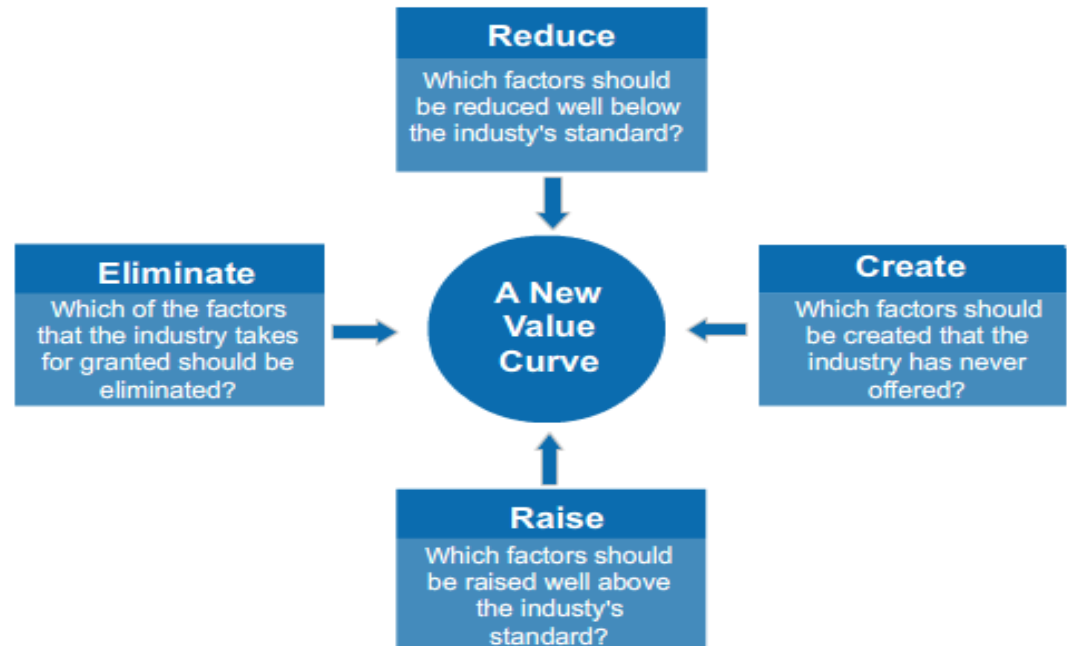 Reduce
Which factors should
be reduced well below
the industy's standard?
Eliminate
Which of the factors
that the industry takes
for granted should be
eliminated?
A New
Value
Curve
Create
Which factors should
be created that the
industry has never
offered?
Raise
Which factors should
be raised well above
the industy's
standard?